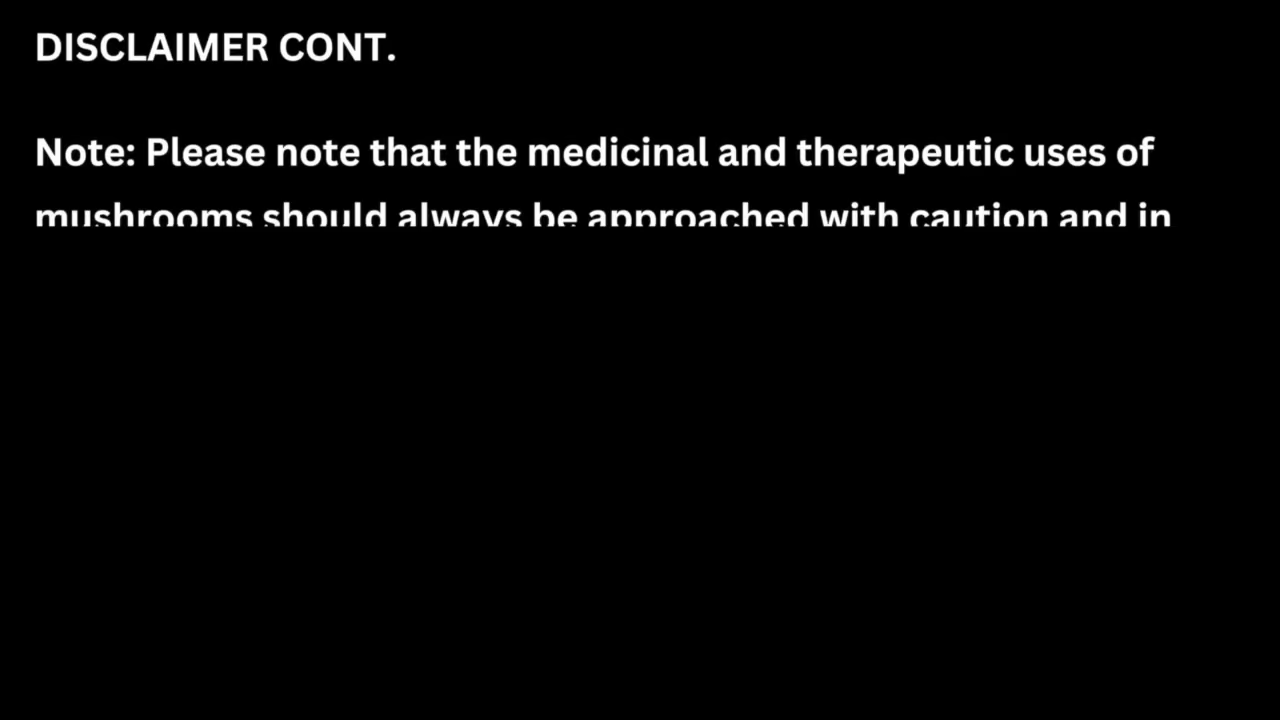 DISCLAIMER CONT.
Note: Please note that the medicinal and therapeutic uses of
mushrooms should always be approached with caution and in